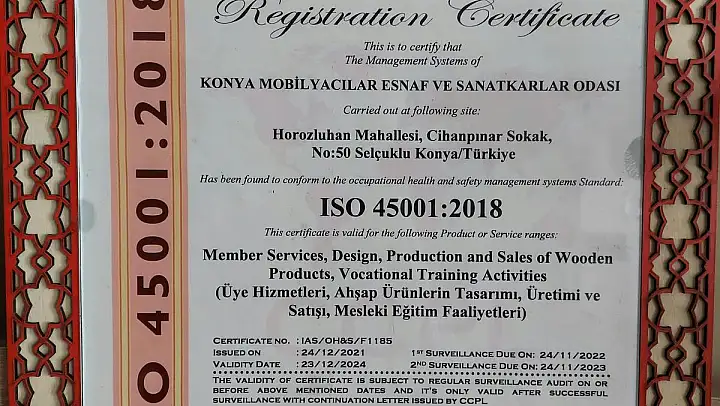 Registration Certificate
This is to certify that
The Management Systems of
KONYA MOBİLYACILAR ESNAF VE SANATKARLAR ODASI
Carried out at following site:
Horozluhan Mahallesi, Cihanpınar Sokak,
No:50 Selçuklu Konya/Türkiye
Has been found to conform to the occupational health and safety management systems Standard:
ISO 45001:2018
This certificate is valid for the following Product or Service ranges:
Member Services, Design, Production and Sales of Wooden
Products, Vocational Training Activities
(Üye Hizmetleri, Ahşap Ürünlerin Tasarımı, Üretimi ve
Satışı, Mesleki Eğitim Faaliyetleri)
CERTIFICATE NO. : IAS/OH&S/F1185
ISSUED ON : 24/12/2021 1ST SURVEILLANCE DUE ON: 24/11/2022
VALIDITY DATE : 23/12/2024 2ND SURVEILLANCE DUE ON: 24/11/2023
THE VALIDITY OF CERTIFICATE IS SUBJECT TO REGULAR SURVEILLANCE AUDIT ON OR
BEFORE ABOVE MENTIONED DATES AND IT'S ONLY VALID AFTER SUCCESSFUL
SURVEILLANCE WITH CONTINUATION LETTER ISSUED BY CCPL
O 45001:2018